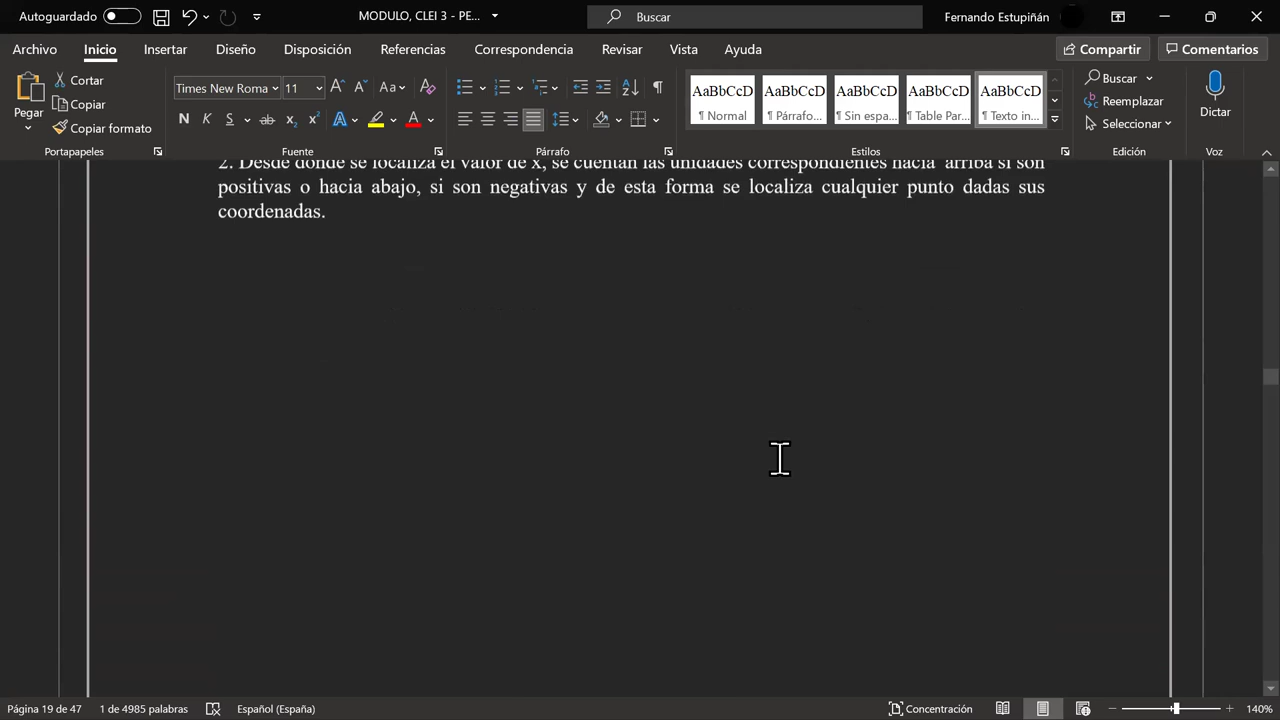 Autoguardado MODULO, CLEI 3 - PE... Buscar Fernando Estupiñán
Archivo Inicio Insertar Diseño Disposición Referencias Correspondencia Revisar Vista Ayuda Compartir Comentarios
Pegar
Cortar
Copiar
Copiar formato
Portapapeles
Times New Roma 11
Fuente
Párrafo
AaBbCcD AaBbCcD AaBbCcD AaBbCcD AaBbCcD
¶ Normal ¶ Párrafo... ¶ Sin espa... ¶ Table Par... ¶ Texto in...
Estilos
Buscar
Reemplazar
Seleccionar
Edición
Dictar
Voz
2. Desde donde se localiza el valor de x, se cuentan las unidades correspondientes hacia arriba si son
positivas o hacia abajo, si son negativas y de esta forma se localiza cualquier punto dadas sus
coordenadas.
Página 19 de 47 1 de 4985 palabras Español (España) Concentración 140%